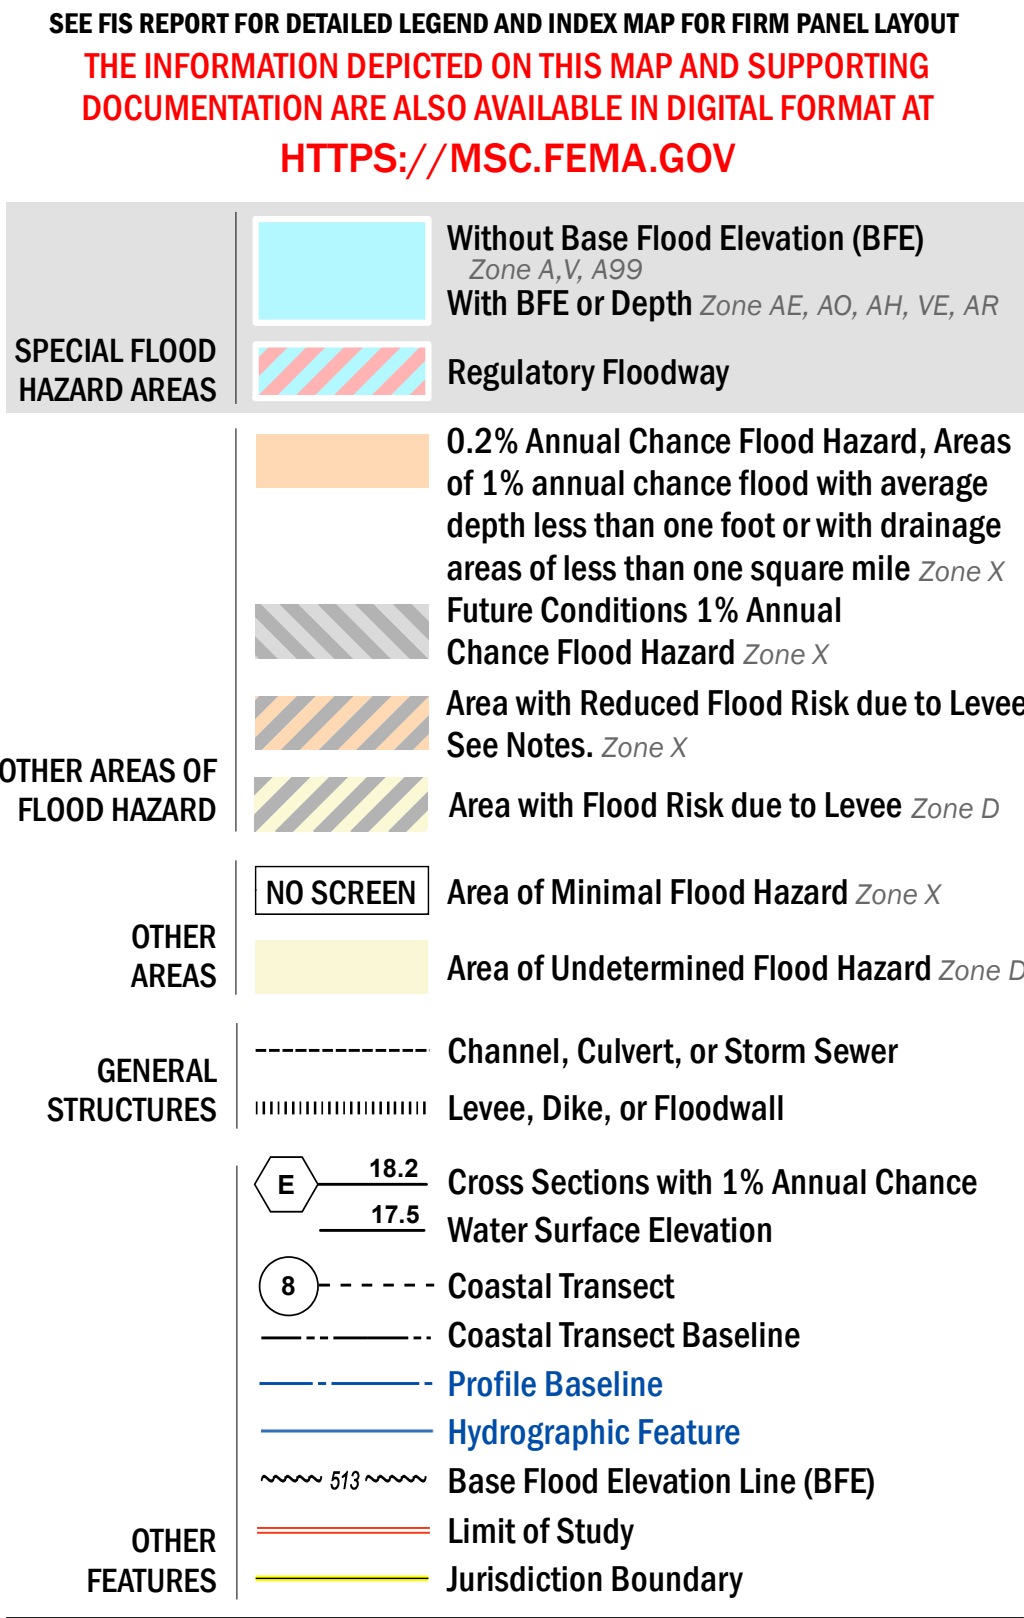 SEE FIS REPORT FOR DETAILED LEGEND AND INDEX MAP FOR FIRM PANEL LAYOUT
THE INFORMATION DEPICTED ON THIS MAP AND SUPPORTING
DOCUMENTATION ARE ALSO AVAILABLE IN DIGITAL FORMAT AT
HTTPS://MSC.FEMA.GOV
SPECIAL FLOOD
HAZARD AREAS
Without Base Flood Elevation (BFE)
Zone A,V, A99
With BFE or Depth Zone AE, AO, AH, VE, AR
Regulatory Floodway
OTHER AREAS OF
FLOOD HAZARD
0.2% Annual Chance Flood Hazard, Areas
of 1% annual chance flood with average
depth less than one foot or with drainage
areas of less than one square mile Zone X
Future Conditions 1% Annual
Chance Flood Hazard Zone X
Area with Reduced Flood Risk due to Levee
See Notes. Zone X
Area with Flood Risk due to Levee Zone D
OTHER
AREAS
NO SCREEN Area of Minimal Flood Hazard Zone X
Area of Undetermined Flood Hazard Zone D
GENERAL
STRUCTURES
Channel, Culvert, or Storm Sewer
Levee, Dike, or Floodwall
OTHER
FEATURES
E 18.2 Cross Sections with 1% Annual Chance
17.5 Water Surface Elevation
8 Coastal Transect
Coastal Transect Baseline
Profile Baseline
Hydrographic Feature
513 Base Flood Elevation Line (BFE)
Limit of Study
Jurisdiction Boundary